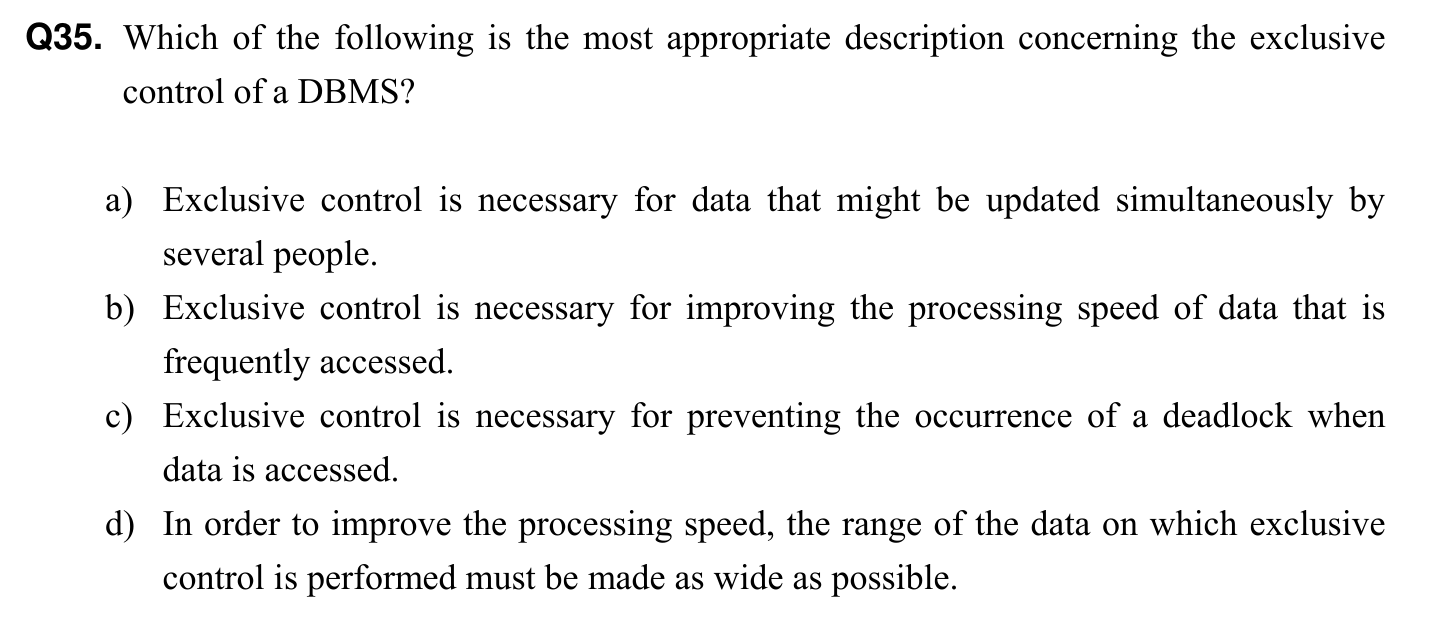 Q35. Which of the following is the most appropriate description concerning the exclusive
control of a DBMS?
a) Exclusive control is necessary for data that might be updated simultaneously by
several people.
b) Exclusive control is necessary for improving the processing speed of data that is
frequently accessed.
c) Exclusive control is necessary for preventing the occurrence of a deadlock when
data is accessed.
d) In order to improve the processing speed, the range of the data on which exclusive
control is performed must be made as wide as possible.